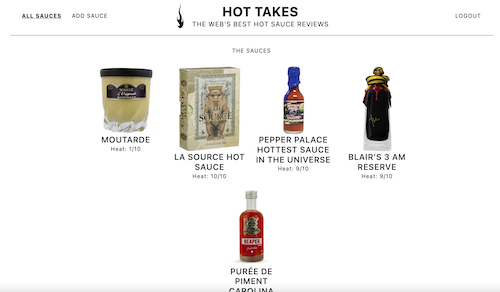 ALL SAUCES
ADD SAUCE
HOT TAKES
THE WEB'S BEST HOT SAUCE REVIEWS
LOGOUT
THE SAUCES
MOUTARDE
Heat: 1/10
SOURCE
LA SOURCE HOT
SAUCE
Heat: 10/10
PEPPER PALACE
HOTTEST SAUCE
IN THE UNIVERSE
Heat: 9/10
BLAIR'S 3 AM
RESERVE
Heat: 9/10
REAPER
PURÉE DE
PIMENT
CAROLINA